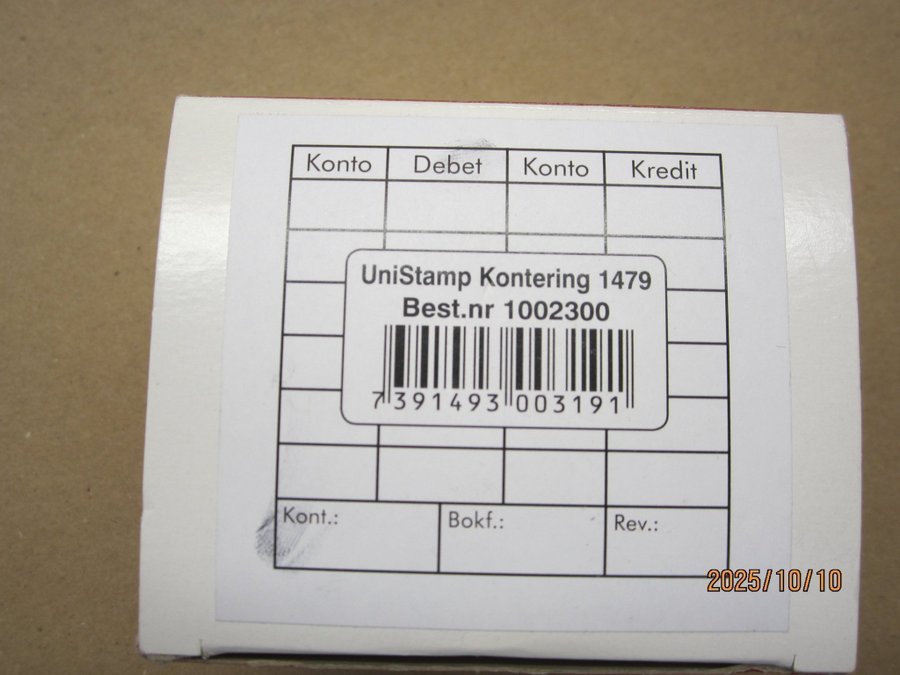 Konto Debet Konto Kredit
UniStamp Kontering 1479
Best.nr 1002300
7 391493 003191
Kont.: Bokf.: Rev.:
2025/10/10